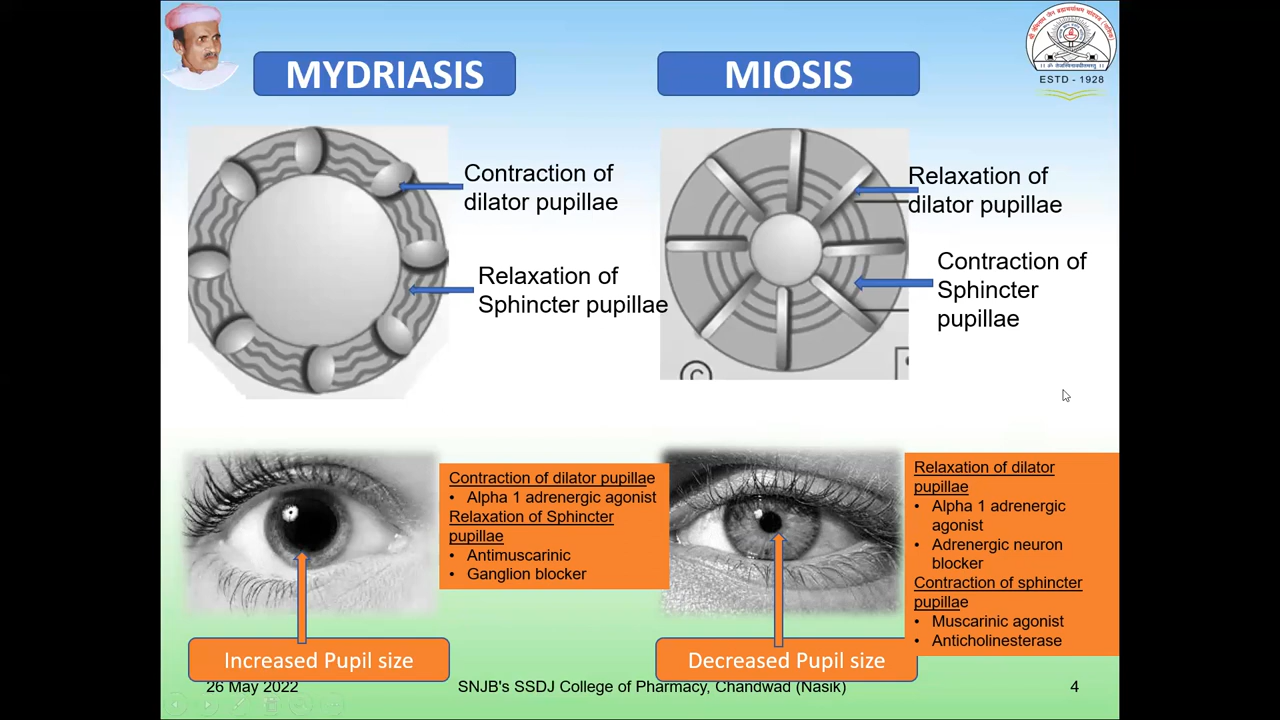 MYDRIASIS
MIOSIS
ESTD - 1928
Contraction of
dilator pupillae
Relaxation of
Sphincter pupillae
Relaxation of
dilator pupillae
Contraction of
Sphincter
pupillae
C
Contraction of dilator pupillae
• Alpha 1 adrenergic agonist
Relaxation of Sphincter
pupillae
• Antimuscarinic
• Ganglion blocker
Relaxation of dilator
pupillae
• Alpha 1 adrenergic
agonist
• Adrenergic neuron
blocker
Contraction of sphincter
pupillae
• Muscarinic agonist
• Anticholinesterase
Increased Pupil size
Decreased Pupil size
26 May 2022
SNJB's SSDJ College of Pharmacy, Chandwad (Nasik)
4